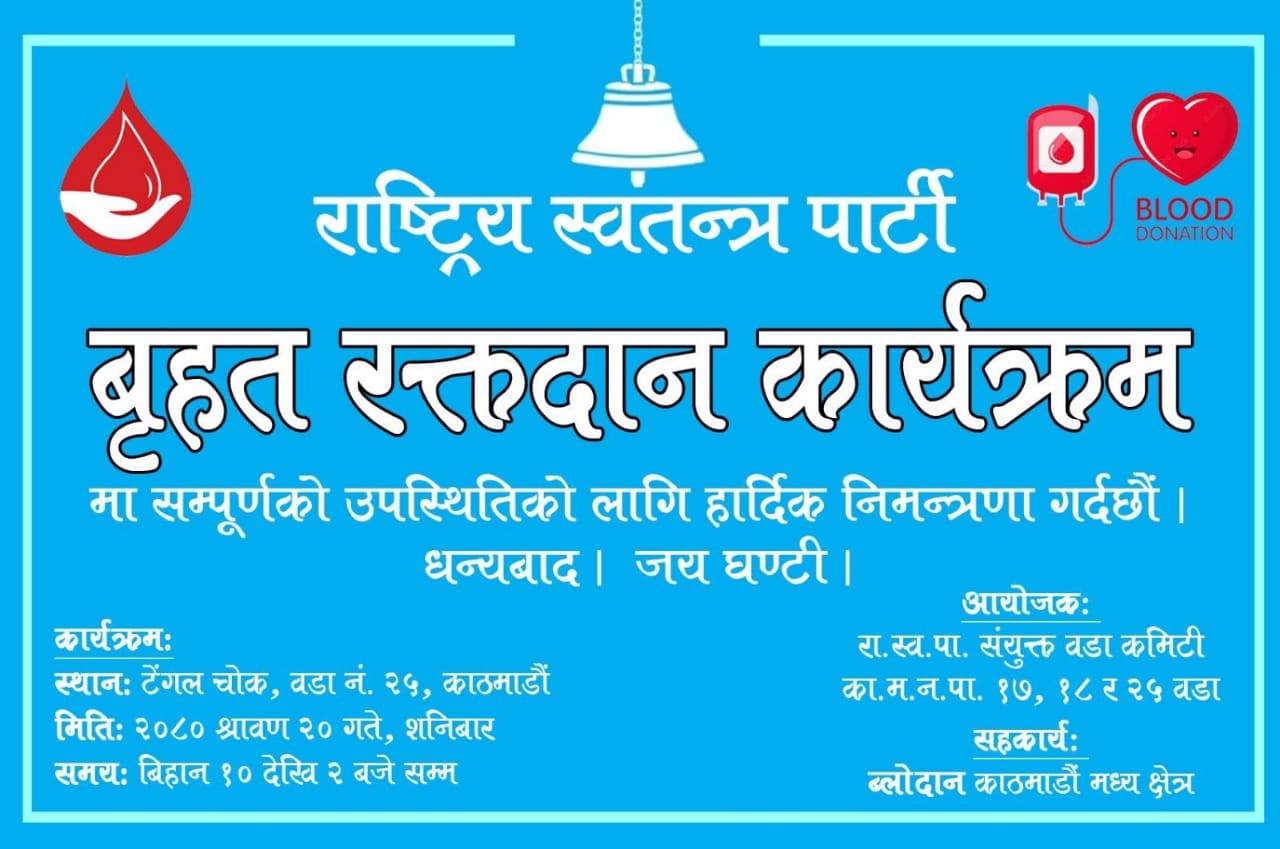 राष्ट्रिय स्वतन्त्र पार्टी
BLOOD
DONATION
बृहत रक्तदान कार्यक्रम
मा सम्पूर्णको उपस्थितिको लागि हार्दिक निमन्त्रणा गर्दछौं |
धन्यबाद | जय घण्टी |
कार्यक्रम:
स्थान: टेंगल चोक, वडा नं. २५, काठमाडौं
मिति: २०८० श्रावण २० गते, शनिबार
समय: बिहान १० देखि २ बजे सम्म
आयोजक:
रा.स्व.पा. संयुक्त वडा कमिटी
का.म.न.पा. १७, १८ र २५ वडा
सहकार्य:
ब्लोदान काठमाडौं मध्य क्षेत्र